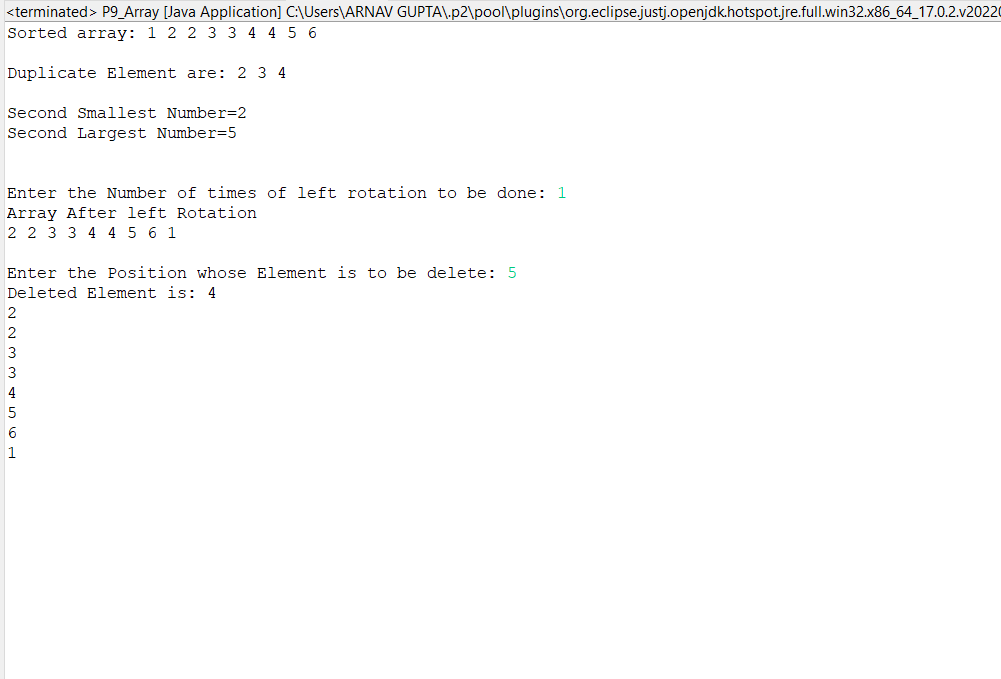 <terminated> P9_Array [Java Application] C:\Users\ARNAV GUPTA\.p2\pool\plugins\org.eclipse.justj.openjdk.hotspot.jre.full.win32.x86_64_17.0.2.v20220
Sorted array: 1 2 2 3 3 4 4 5 6
Duplicate Element are: 2 3 4
Second Smallest Number=2
Second Largest Number=5
Enter the Number of times of left rotation to be done: 1
Array After left Rotation
2 2 3 3 4 4 5 6 1
Enter the Position whose Element is to be delete: 5
Deleted Element is: 4
2
2
3
3
4
5
6
1